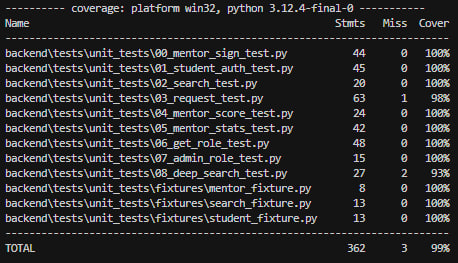 ---------- coverage: platform win32, python 3.12.4-final-0 -----------
Name                                                Stmts   Miss  Cover
-----------------------------------------------------------------------
backend\tests\unit_tests\00_mentor_sign_test.py        44      0   100%
backend\tests\unit_tests\01_student_auth_test.py       45      0   100%
backend\tests\unit_tests\02_search_test.py             20      0   100%
backend\tests\unit_tests\03_request_test.py            63      1    98%
backend\tests\unit_tests\04_mentor_score_test.py       24      0   100%
backend\tests\unit_tests\05_mentor_stats_test.py       42      0   100%
backend\tests\unit_tests\06_get_role_test.py           48      0   100%
backend\tests\unit_tests\07_admin_role_test.py         15      0   100%
backend\tests\unit_tests\08_deep_search_test.py        27      2    93%
backend\tests\unit_tests\fixtures\mentor_fixture.py     8      0   100%
backend\tests\unit_tests\fixtures\search_fixture.py    13      0   100%
backend\tests\unit_tests\fixtures\student_fixture.py   13      0   100%
-----------------------------------------------------------------------
TOTAL                                                 362      3    99%